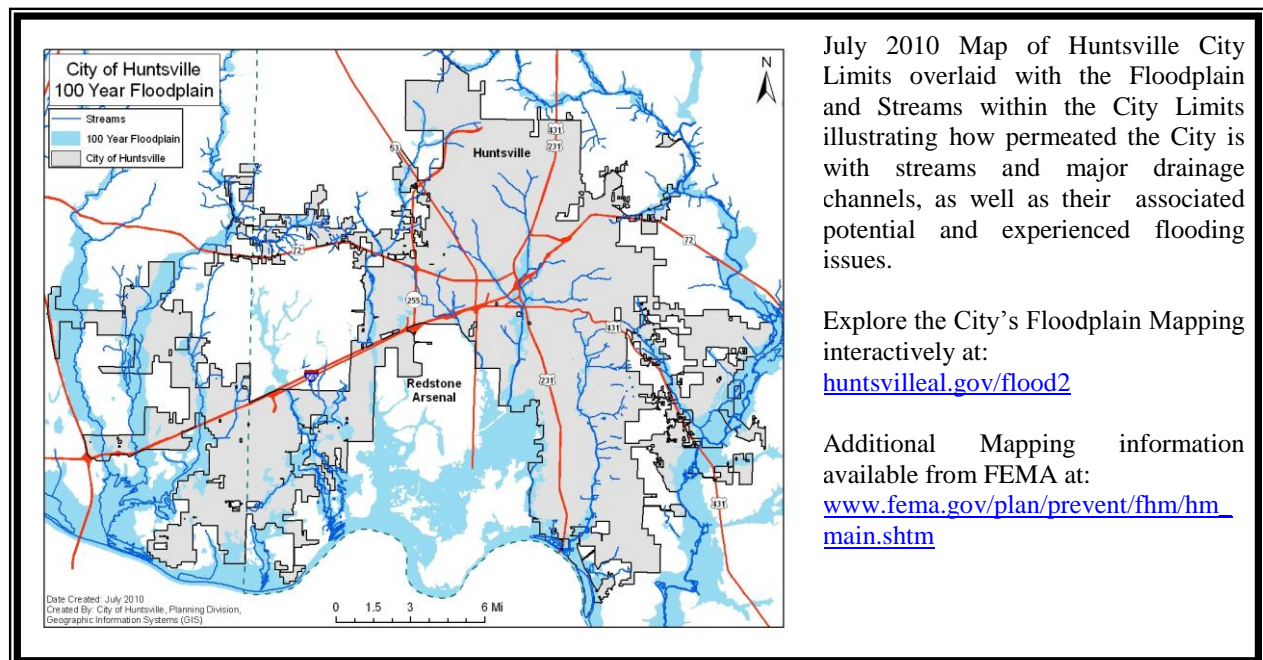 City of Huntsville
100 Year Floodplain
Streams
100 Year Floodplain
City of Huntsville
N
53
431
231
Huntsville
72
72
255
431
Redstone
Arsenal
231
431
Date Created: July 2010
Created By: City of Huntsville, Planning Division,
Geographic Information Systems (GIS)
0 1.5 3 6 Mi
July 2010 Map of Huntsville City
Limits overlaid with the Floodplain
and Streams within the City Limits
illustrating how permeated the City is
with streams and major drainage
channels, as well as their associated
potential and experienced flooding
issues.
Explore the City’s Floodplain Mapping
interactively at:
huntsvilleal.gov/flood2
Additional Mapping information
available from FEMA at:
www.fema.gov/plan/prevent/fhm/hm_
main.shtm